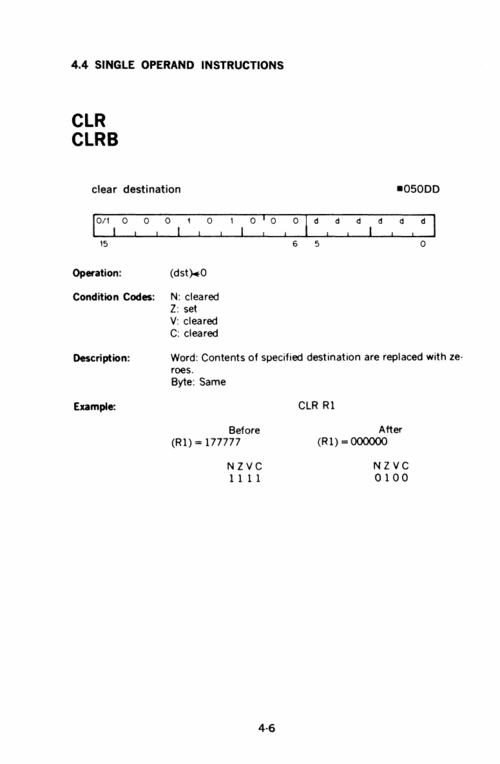 4.4 SINGLE OPERAND INSTRUCTIONS
CLR
CLRB
clear destination ■050DD
0/1 0 0 0 1 0 1 0 0 0 d d d d d d
15 6 5 0
Operation: (dst)←0
Condition Codes: N: cleared
Z: set
V: cleared
C: cleared
Description: Word: Contents of specified destination are replaced with ze-
roes.
Byte: Same
Example: CLR R1
Before After
(R1) = 177777 (R1) = 000000
N Z V C N Z V C
1 1 1 1 0 1 0 0
4-6